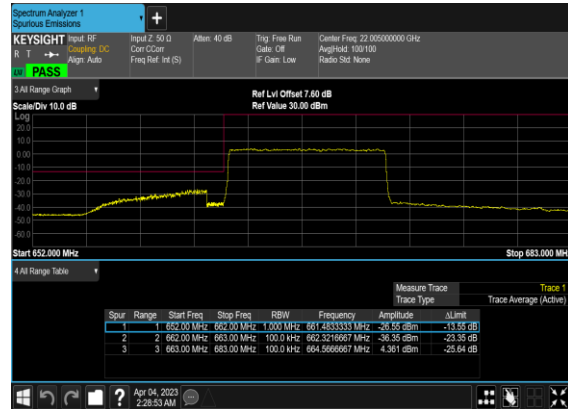 Spectrum Analyzer 1
Spurious Emissions
KEYSIGHT Input: RF Input Z: 50 Ω Atten: 40 dB Trig: Free Run Center Freq: 22.005000000 GHz
R T Coupling: DC Corr CCorr Gate: Off Avg|Hold: 100/100
Align: Auto Freq Ref: Int (S) IF Gain: Low Radio Std: None
PASS
3 All Range Graph
Ref Lvl Offset 7.60 dB
Scale/Div 10.0 dB Ref Value 30.00 dBm
Log
20.0
10.0
0.00
-10.0
-20.0
-30.0
-40.0
-50.0
-60.0
Start 652.000 MHz Stop 683.000 MH
4 All Range Table
Measure Trace Trace 1
Trace Type Trace Average (Active)
Spur Range Start Freq Stop Freq RBW Frequency Amplitude ΔLimit
1 1 652.00 MHz 662.00 MHz 1.000 MHz 661.4833333 MHz -26.55 dBm -13.55 dB
2 2 662.00 MHz 663.00 MHz 100.0 kHz 662.3216667 MHz -36.35 dBm -23.35 dB
3 3 663.00 MHz 683.00 MHz 100.0 kHz 664.5666667 MHz 4.361 dBm -25.64 dB
Apr 04, 2023
2:28:53 AM